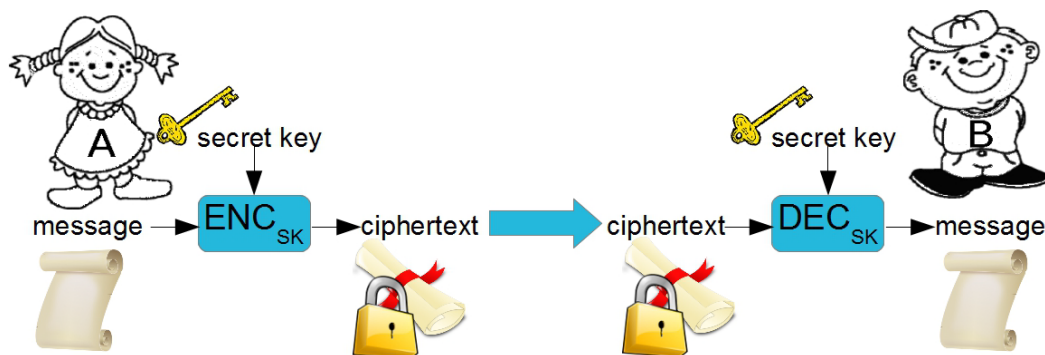 A
B
secret key
secret key
message
ENC SK
ciphertext
ciphertext
DEC SK
message